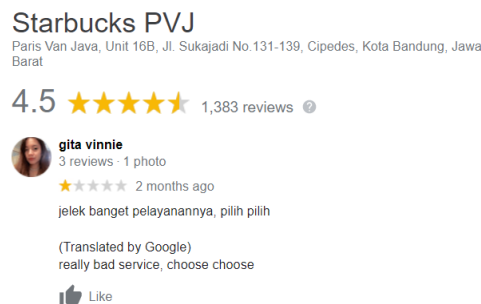 Starbucks PVJ
Paris Van Java, Unit 16B, Jl. Sukajadi No.131-139, Cipedes, Kota Bandung, Jawa
Barat
4.5 1,383 reviews ?
gita vinnie
3 reviews · 1 photo
2 months ago
jelek banget pelayanannya, pilih pilih
(Translated by Google)
really bad service, choose choose
Like